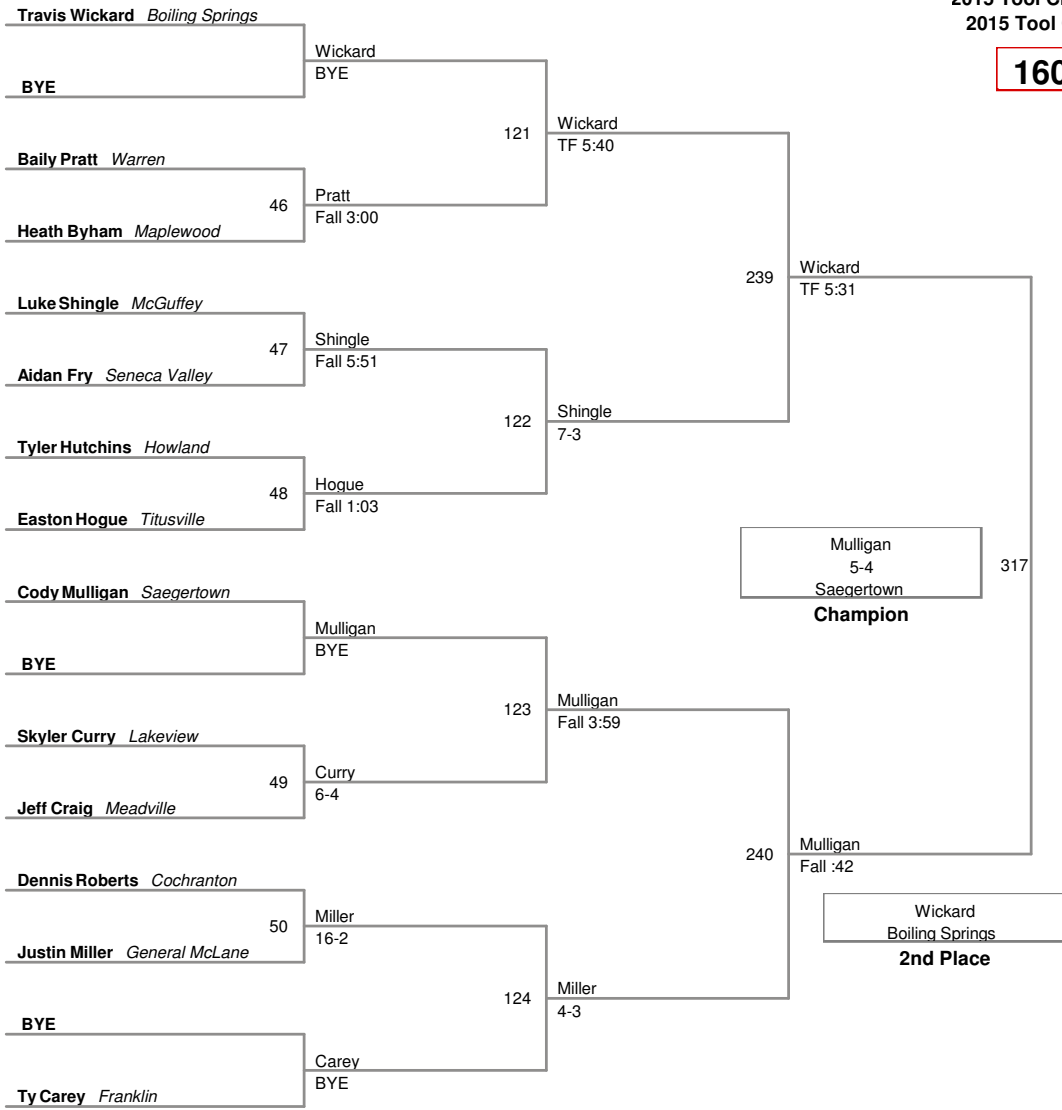 2015 Tool
160
Travis Wickard Boiling Springs
Wickard
BYE
BYE
121
Wickard
TF 5:40
Baily Pratt Warren
46
Pratt
Fall 3:00
Heath Byham Maplewood
239
Wickard
TF 5:31
Luke Shingle McGuffey
47
Shingle
Fall 5:51
Aidan Fry Seneca Valley
122
Shingle
7-3
Tyler Hutchins Howland
48
Hogue
Fall 1:03
Easton Hogue Titusville
Mulligan
5-4
Saegertown
Champion
317
Cody Mulligan Saegertown
Mulligan
BYE
BYE
123
Mulligan
Fall 3:59
Skyler Curry Lakeview
49
Curry
6-4
Jeff Craig Meadville
240
Mulligan
Fall :42
Dennis Roberts Cochranton
50
Miller
16-2
Justin Miller General McLane
Wickard
Boiling Springs
2nd Place
124
Miller
4-3
BYE
Carey
BYE
Ty Carey Franklin